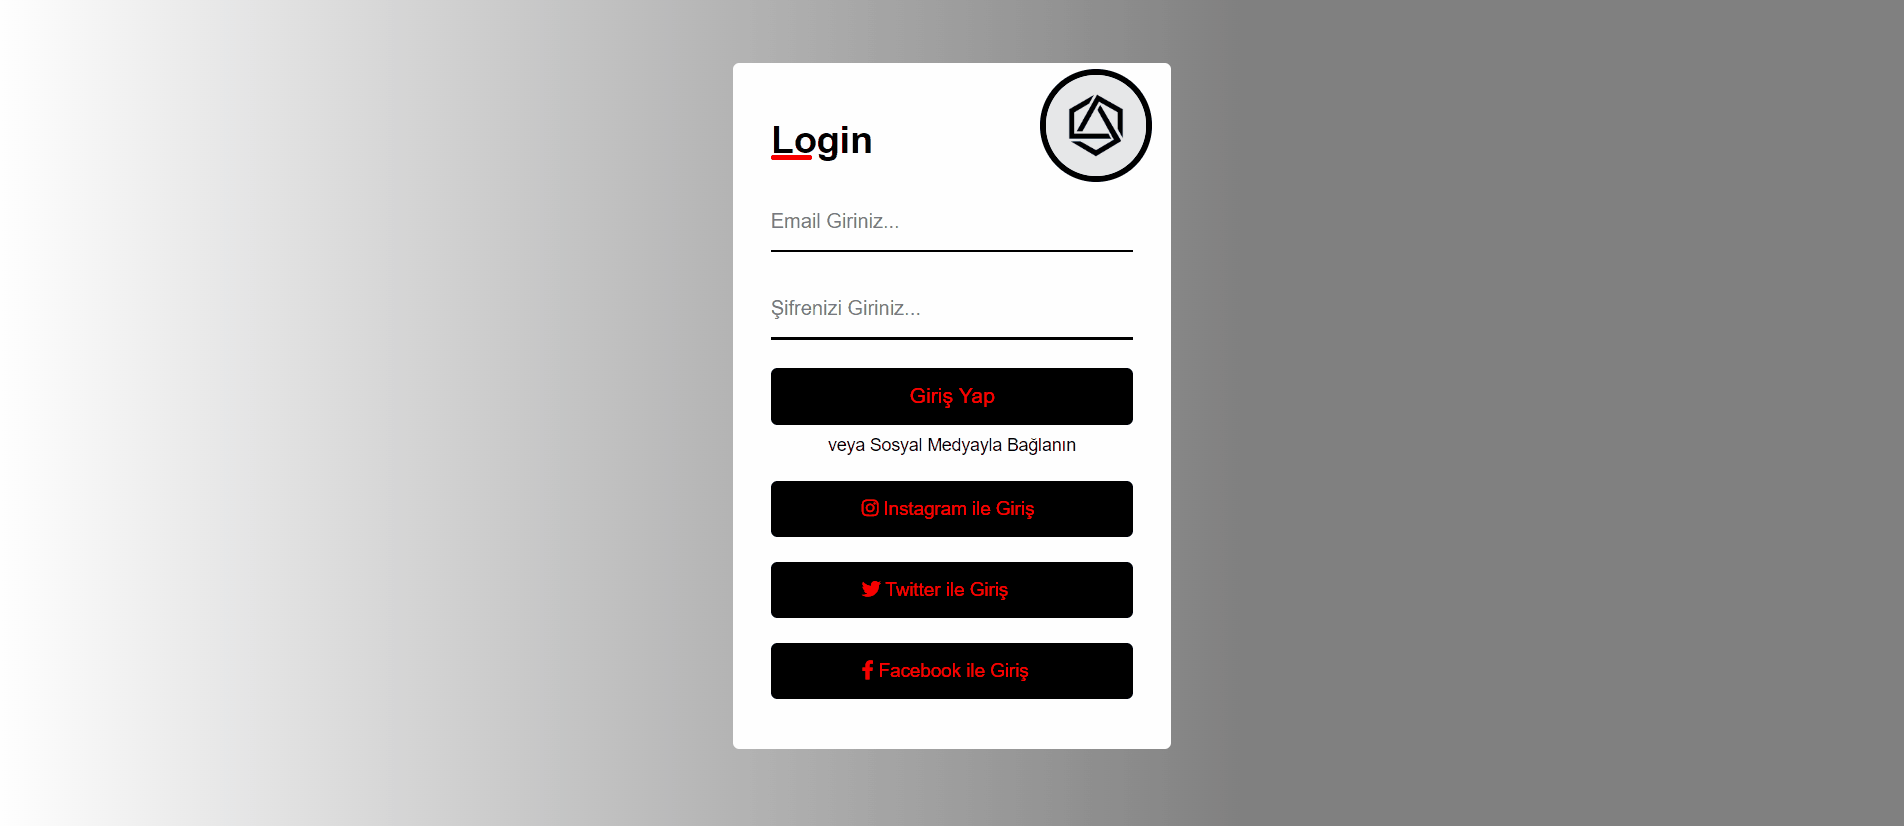 Login
Email Giriniz...
Şifrenizi Giriniz...
Giriş Yap
veya Sosyal Medyayla Bağlanın
Instagram ile Giriş
Twitter ile Giriş
Facebook ile Giriş